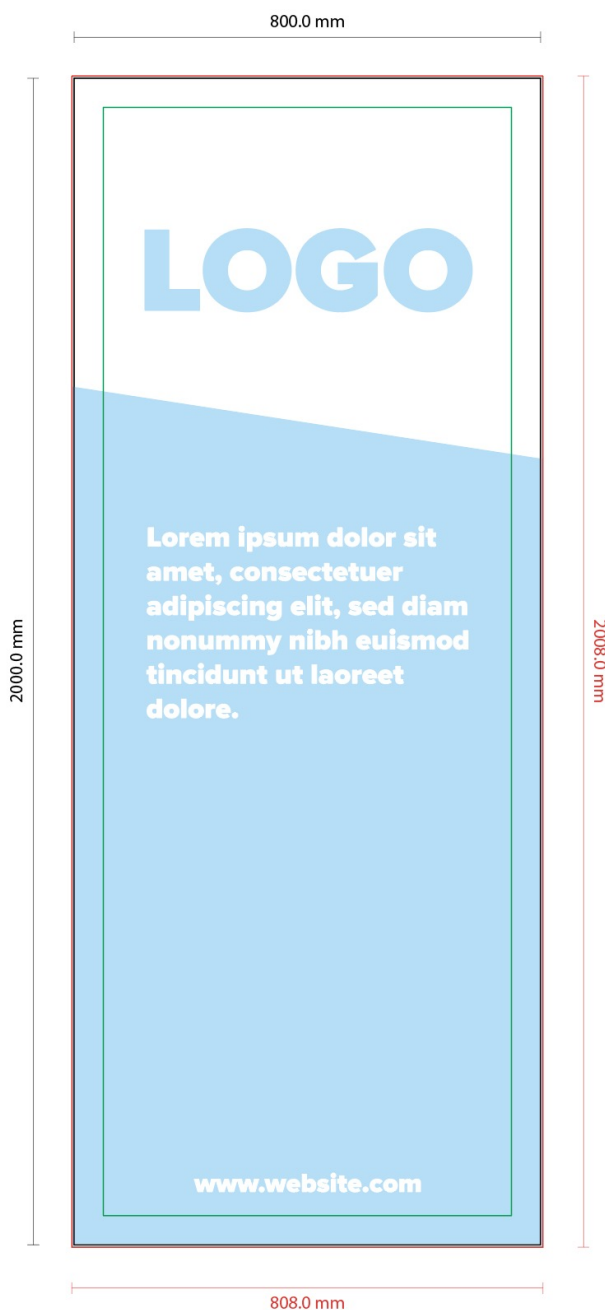 800.0 mm
LOGO
Lorem ipsum dolor sit
amet, consectetuer
adipiscing elit, sed diam
nonummy nibh euismod
tincidunt ut laoreet
dolore.
2000.0 mm
2008.0 mm
www.website.com
808.0 mm